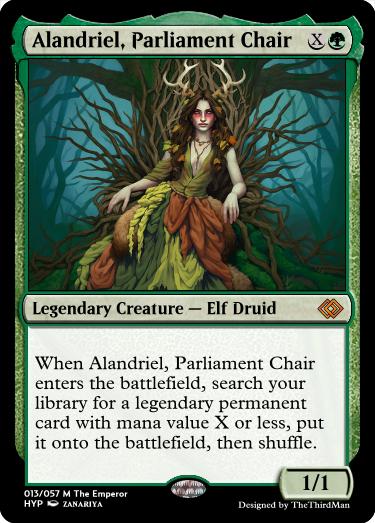 Alandriel, Parliament Chair X
Legendary Creature — Elf Druid
When Alandriel, Parliament Chair
enters the battlefield, search your
library for a legendary permanent
card with mana value X or less, put
it onto the battlefield, then shuffle.
1/1
013/057 M The Emperor
HYP ZANARIYA
Designed by TheThirdMan